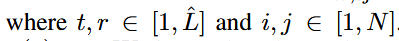 where t, r ∈ [1, L̂] and i, j ∈ [1, N].